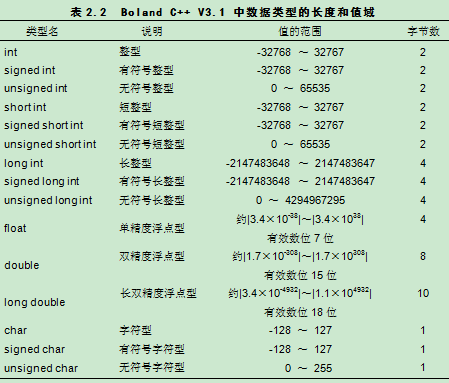 表 2.2 Boland C++ V3.1 中数据类型的长度和值域
类型名 说明 值的范围 字节数
int 整型 -32768 ～ 32767 2
signed int 有符号整型 -32768 ～ 32767 2
unsigned int 无符号整型 0 ～ 65535 2
short int 短整型 -32768 ～ 32767 2
signed short int 有符号短整型 -32768 ～ 32767 2
unsigned short int 无符号短整型 0 ～ 65535 2
long int 长整型 -2147483648 ～ 2147483647 4
signed long int 有符号长整型 -2147483648 ～ 2147483647 4
unsigned long int 无符号长整型 0 ～ 4294967295 4
float 单精度浮点型 约|3.4×10⁻³⁸|～|3.4×10³⁸| 4
有效数位 7 位
double 双精度浮点型 约|1.7×10⁻³⁰⁸|～|1.7×10³⁰⁸| 8
有效数位 15 位
long double 长双精度浮点型 约|3.4×10⁻⁴⁹³²|～|1.1×10⁴⁹³²| 10
有效数位 18 位
char 字符型 -128 ～ 127 1
signed char 有符号字符型 -128 ～ 127 1
unsigned char 无符号字符型 0 ～ 255 1